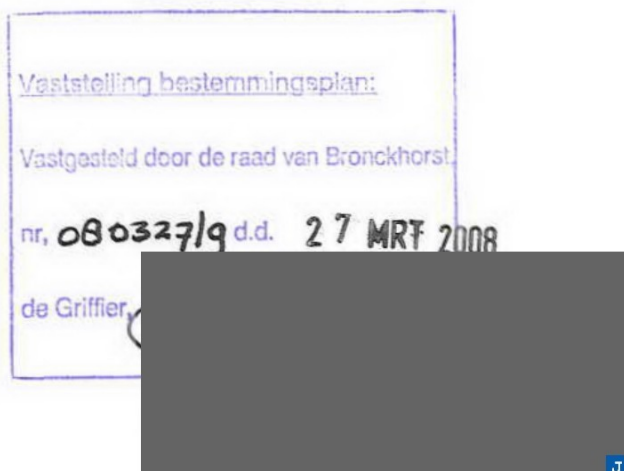 Vaststelling bestemmingsplan:
Vastgesteld door de raad van Bronckhorst,
nr, 080327/9 d.d. 27 MRT 2008
de Griffier,
J